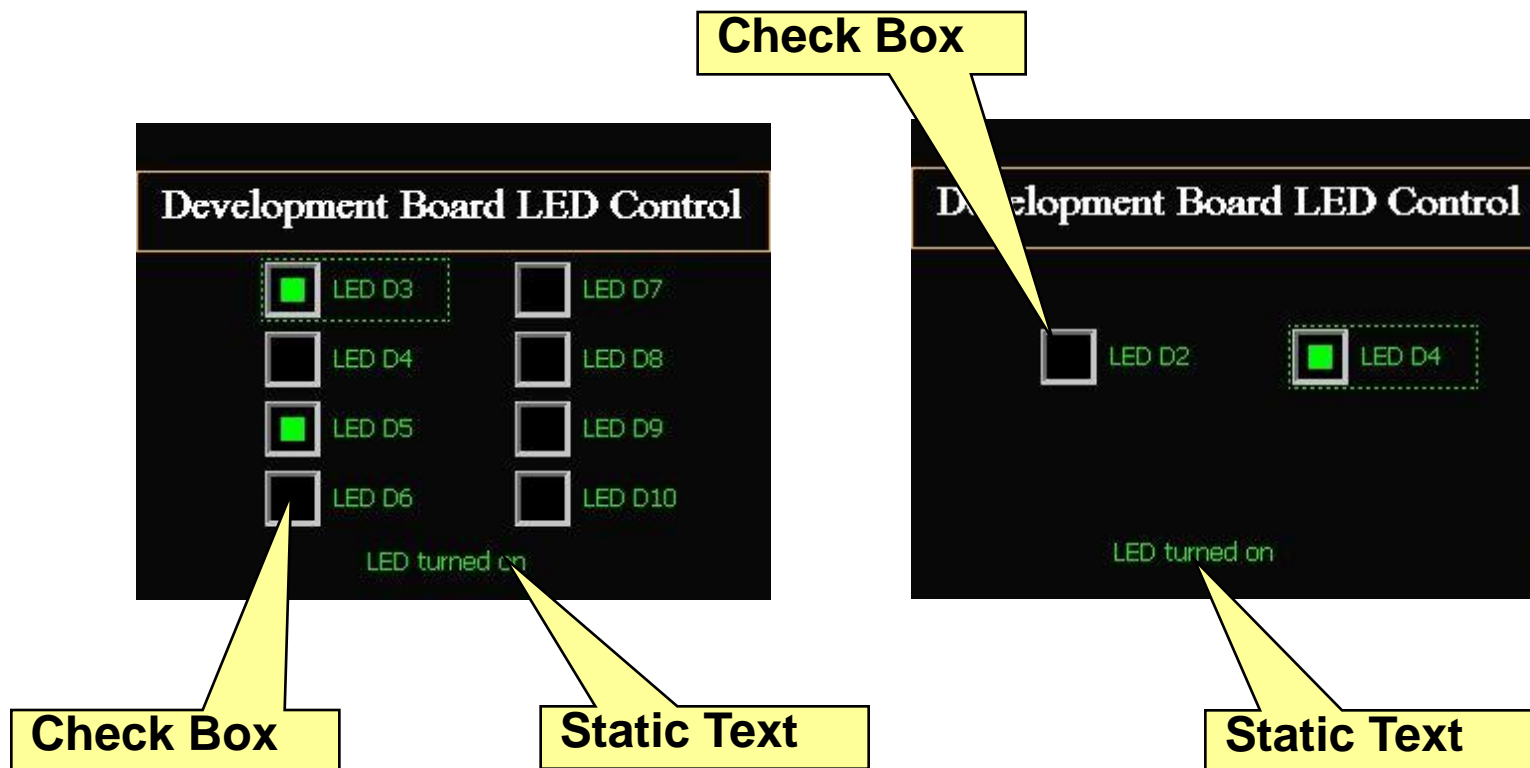 Check Box
Development Board LED Control
LED D3
LED D7
LED D4
LED D8
LED D5
LED D9
LED D6
LED D10
LED turned on
Development Board LED Control
LED D2
LED D4
LED turned on
Check Box
Static Text
Static Text